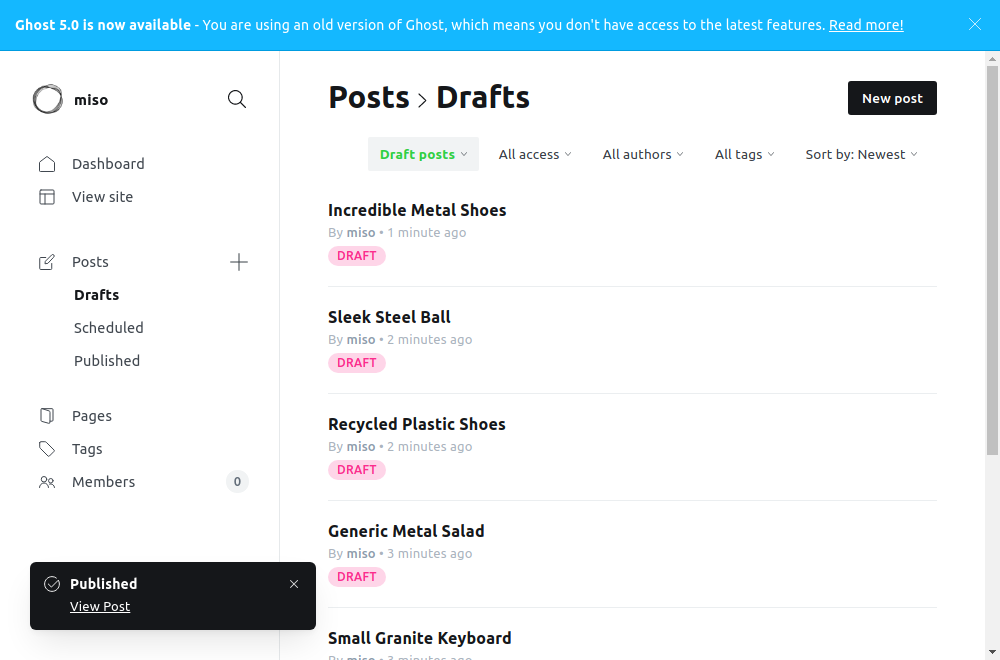 Ghost 5.0 is now available - You are using an old version of Ghost, which means you don't have access to the latest features. Read more!
miso
Dashboard
View site
Posts
Drafts
Scheduled
Published
Pages
Tags
Members 0
Posts > Drafts
New post
Draft posts All access All authors All tags Sort by: Newest
Incredible Metal Shoes
By miso • 1 minute ago
DRAFT
Sleek Steel Ball
By miso • 2 minutes ago
DRAFT
Recycled Plastic Shoes
By miso • 2 minutes ago
DRAFT
Generic Metal Salad
By miso • 3 minutes ago
DRAFT
Small Granite Keyboard
By miso • 3 minutes ago
Published
View Post